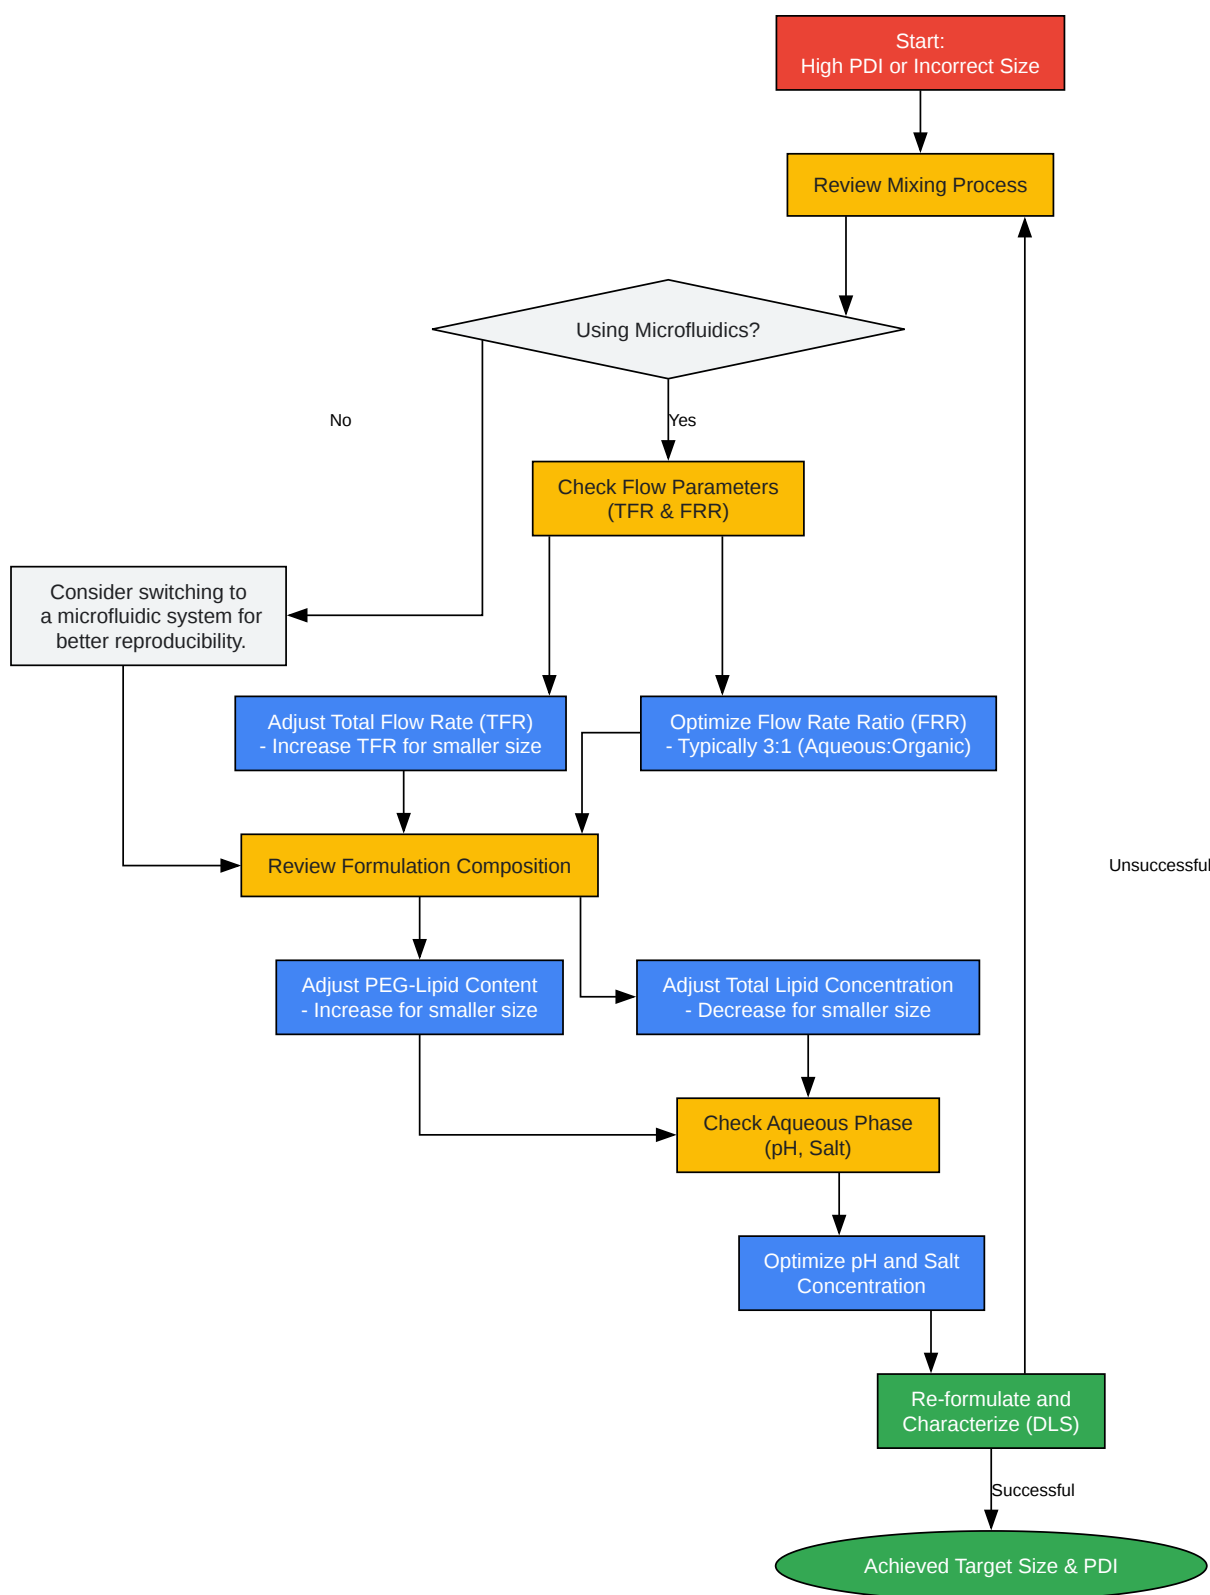 Start:
High PDI or Incorrect Size
Review Mixing Process
Using Microfluidics?
No
Yes
Check Flow Parameters
(TFR & FRR)
Consider switching to
a microfluidic system for
better reproducibility.
Adjust Total Flow Rate (TFR)
- Increase TFR for smaller size
Optimize Flow Rate Ratio (FRR)
- Typically 3:1 (Aqueous:Organic)
Review Formulation Composition
Unsuccessful
Adjust PEG-Lipid Content
- Increase for smaller size
Adjust Total Lipid Concentration
- Decrease for smaller size
Check Aqueous Phase
(pH, Salt)
Optimize pH and Salt
Concentration
Re-formulate and
Characterize (DLS)
Successful
Achieved Target Size & PDI